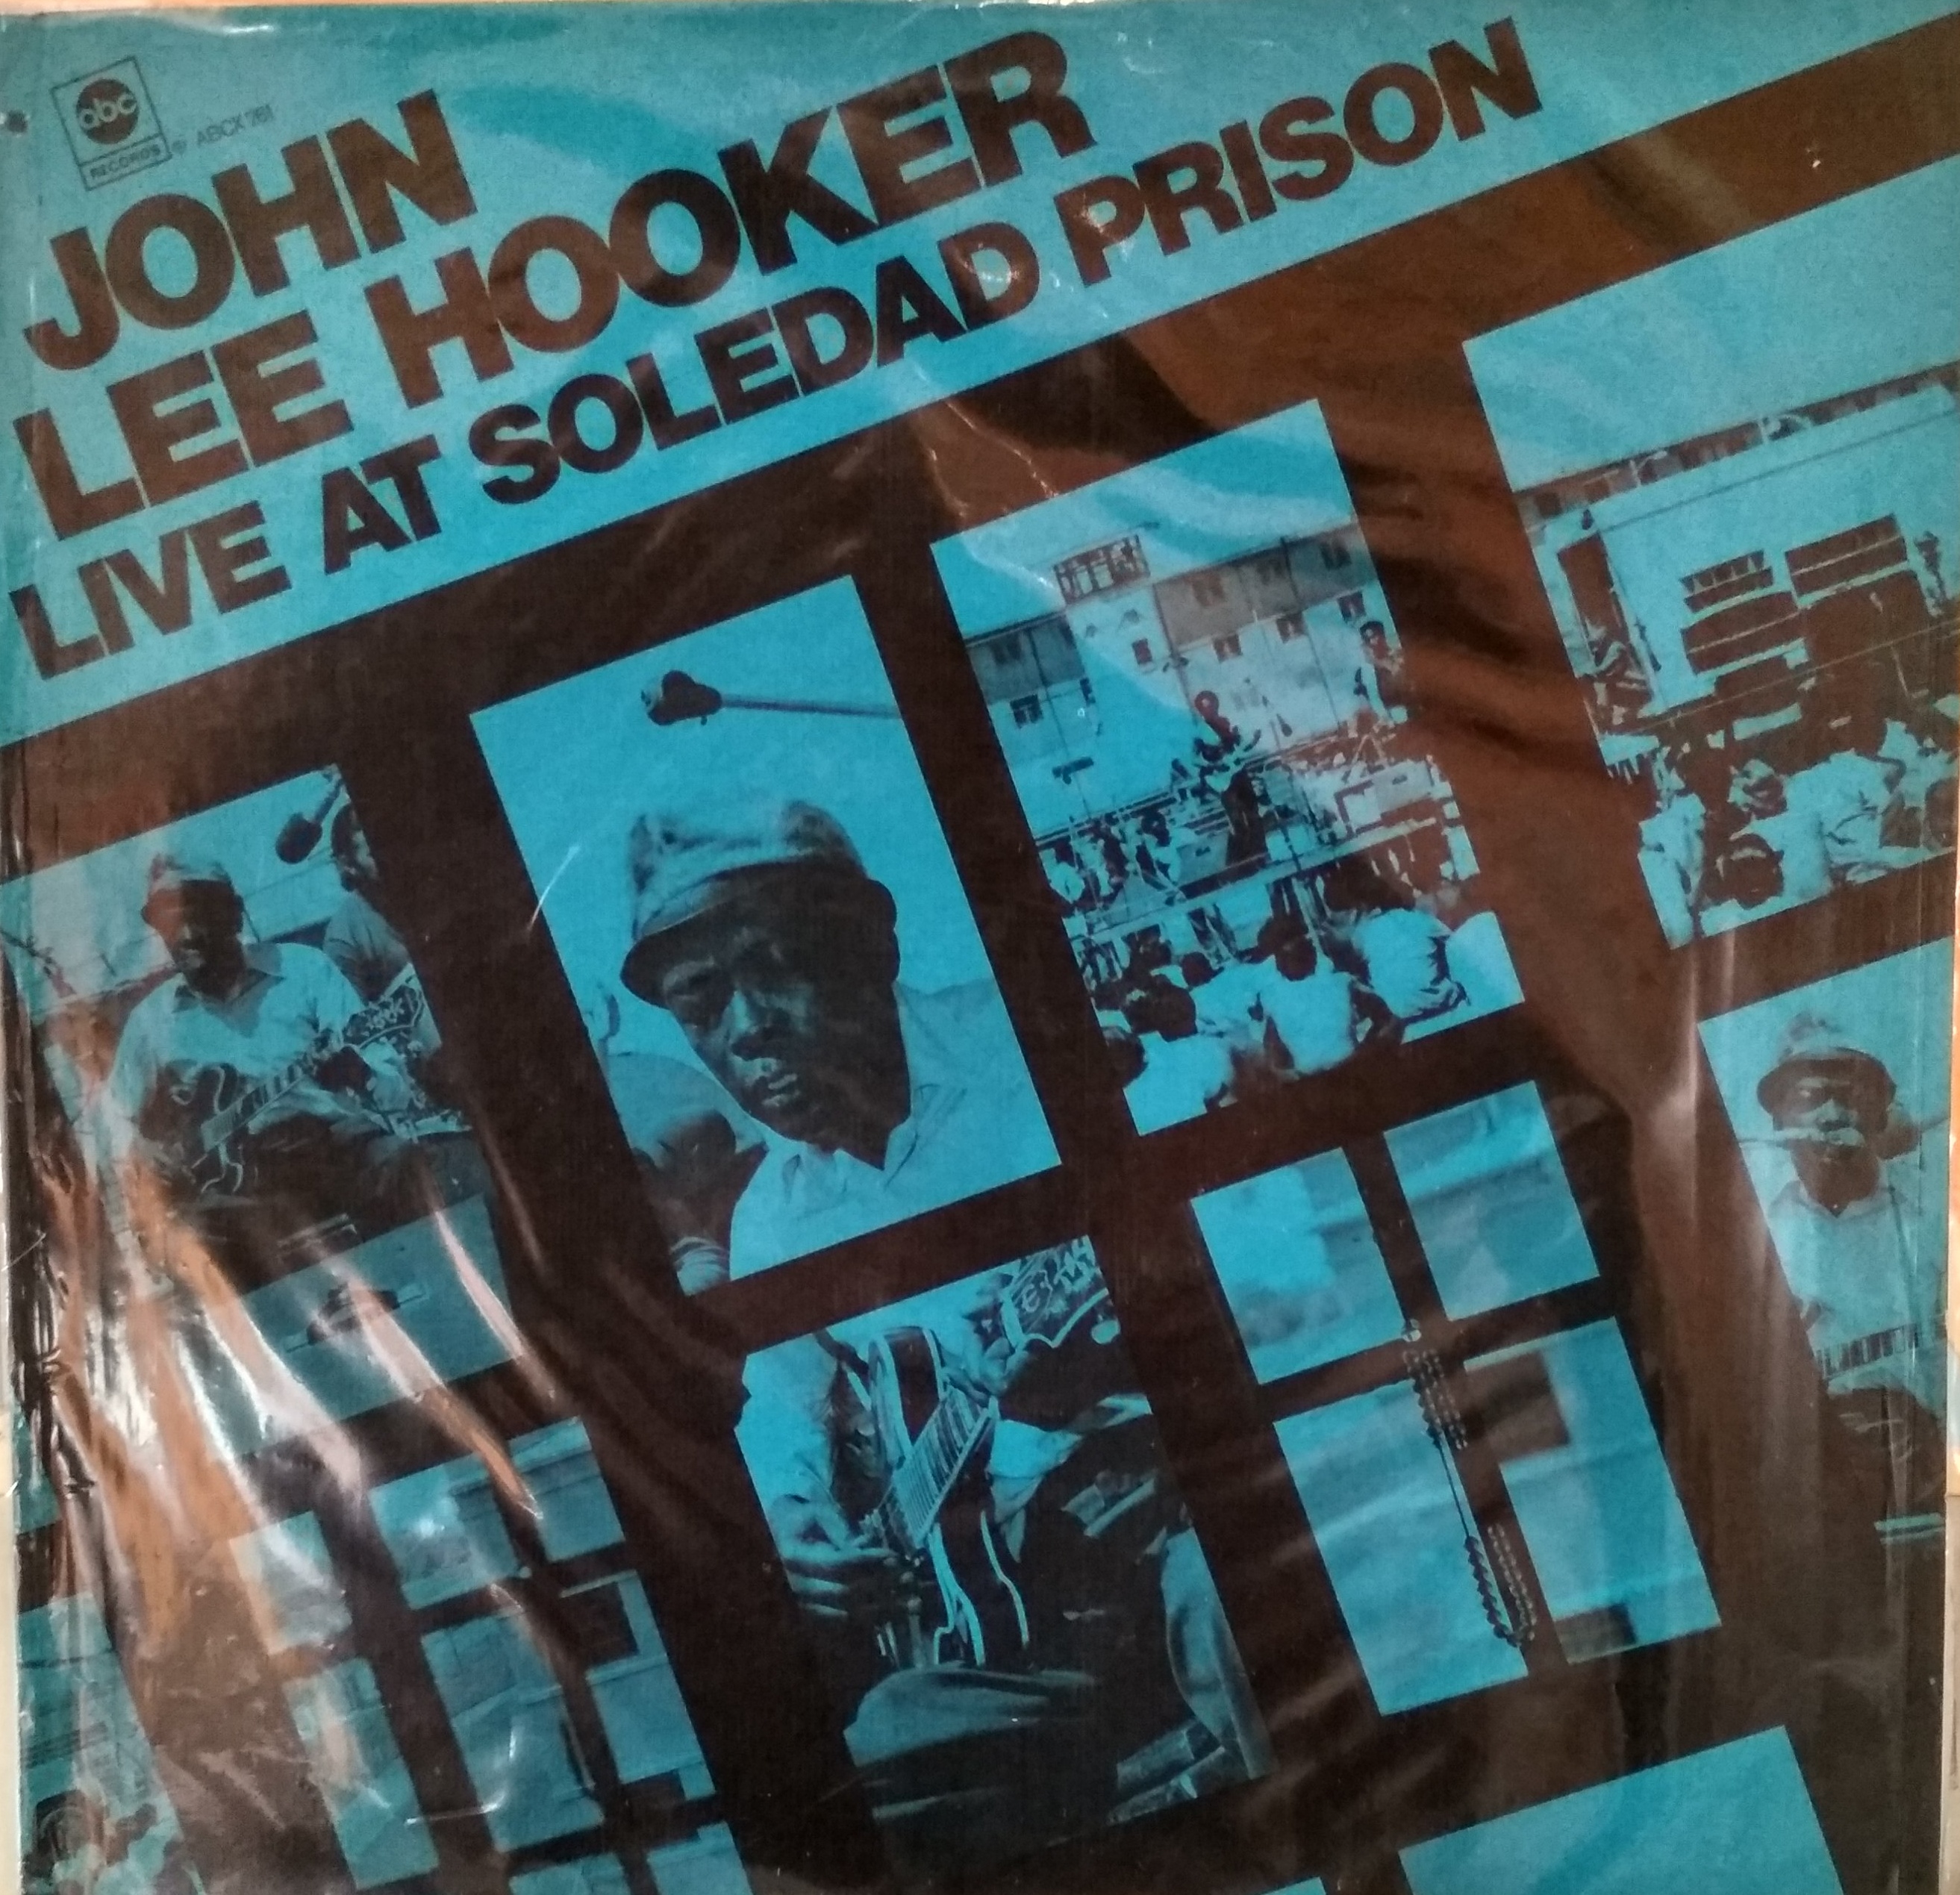 abc
RECORDS
℗ ABCX 761
JOHN
LEE HOOKER
LIVE AT SOLEDAD PRISON